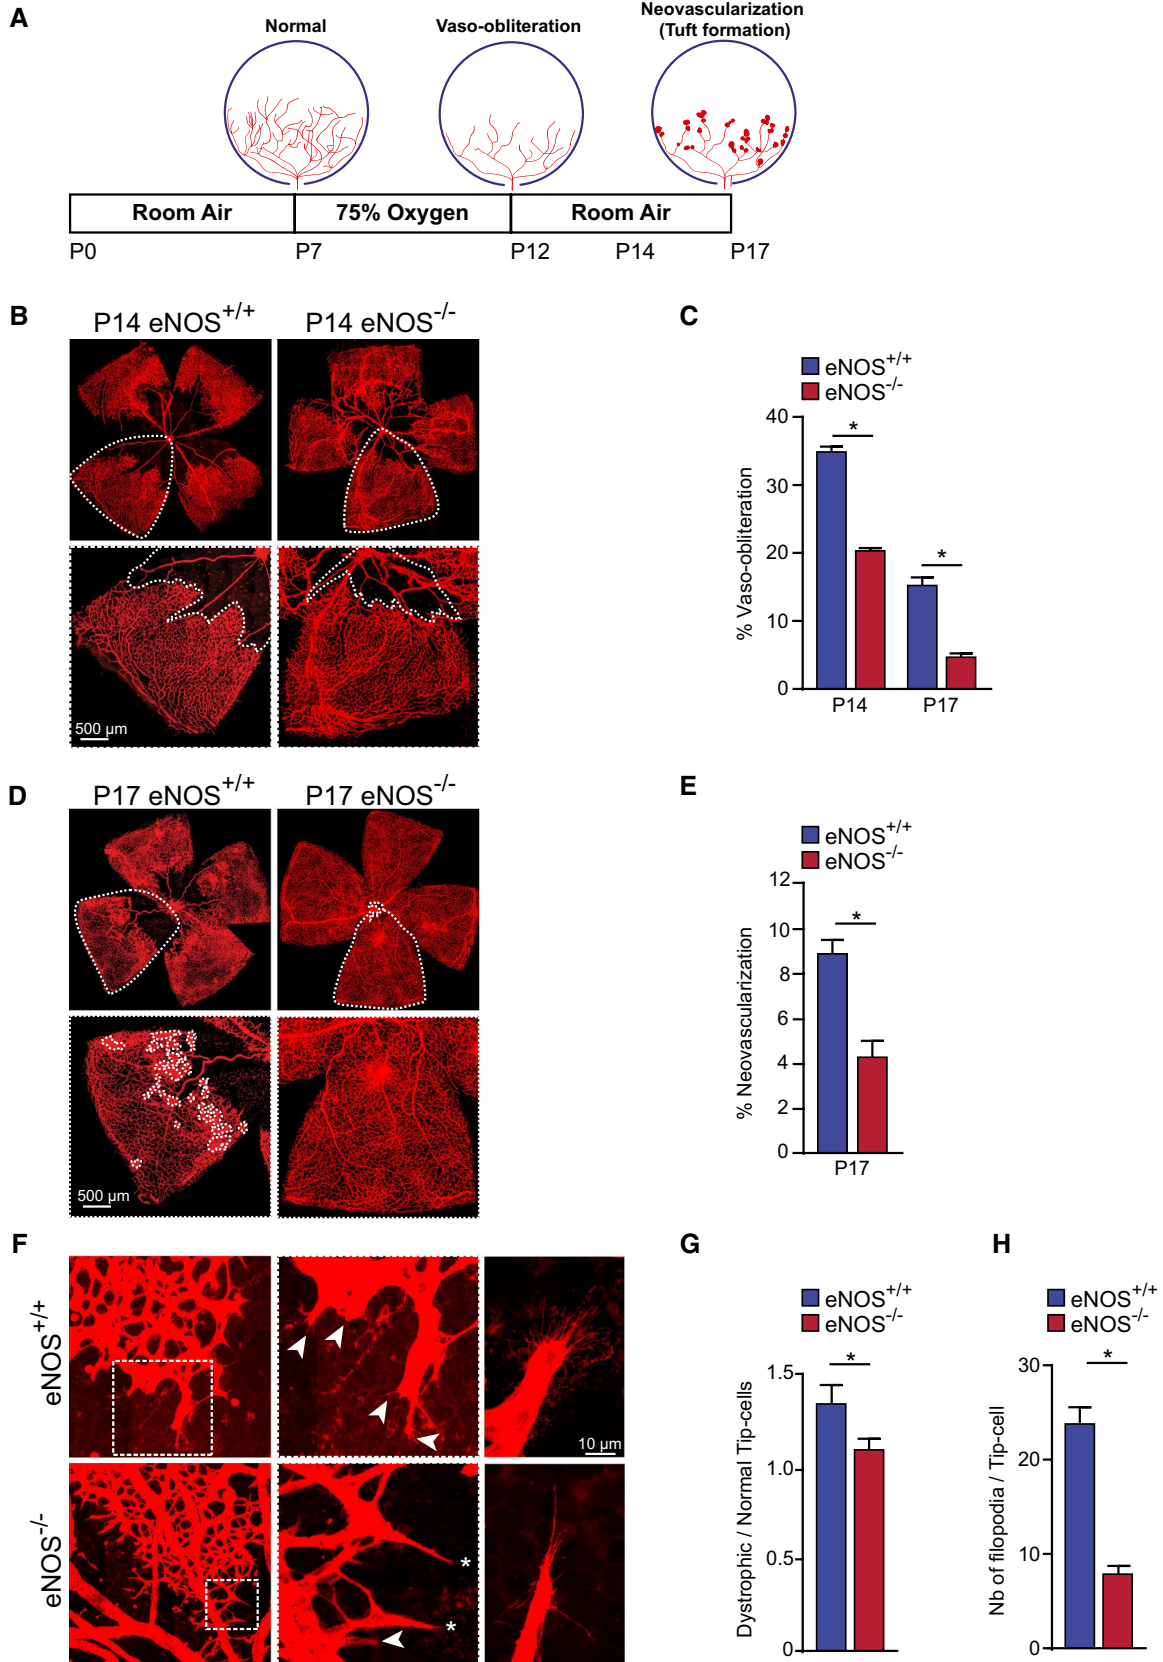 A
Normal
Vaso-obliteration
Neovascularization
(Tuft formation)
Room Air
75% Oxygen
Room Air
P0
P7
P12
P14
P17
B
P14 eNOS+/+
P14 eNOS-/-
500 µm
C
eNOS+/+
eNOS-/-
% Vaso-obliteration
40
30
20
10
0
*
*
P14
P17
D
P17 eNOS+/+
P17 eNOS-/-
500 µm
E
eNOS+/+
eNOS-/-
% Neovascularization
12
10
8
6
4
2
0
*
P17
F
eNOS+/+
eNOS-/-
10 µm
*
*
G
eNOS+/+
eNOS-/-
Dystrophic / Normal Tip-cells
1.5
1.0
0.5
0
*
H
eNOS+/+
eNOS-/-
Nb of filopodia / Tip-cell
30
20
10
0
*